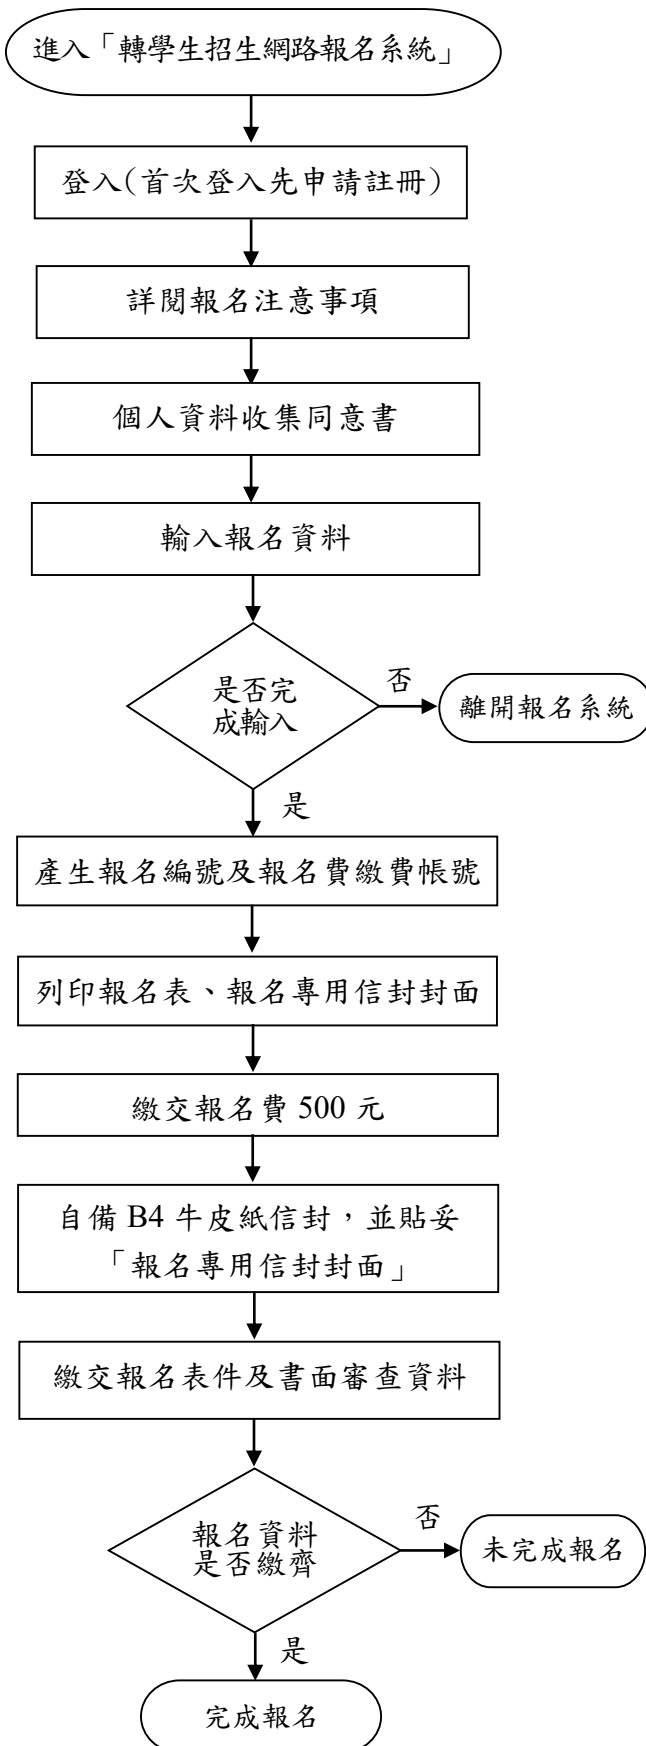 進入「轉學生招生網路報名系統」
登入(首次登入先申請註冊)
詳閱報名注意事項
個人資料收集同意書
輸入報名資料
是否完
成輸入
否
離開報名系統
是
產生報名編號及報名費繳費帳號
列印報名表、報名專用信封封面
繳交報名費 500 元
自備 B4 牛皮紙信封，並貼妥
「報名專用信封封面」
繳交報名表件及書面審查資料
報名資料
是否繳齊
否
未完成報名
是
完成報名